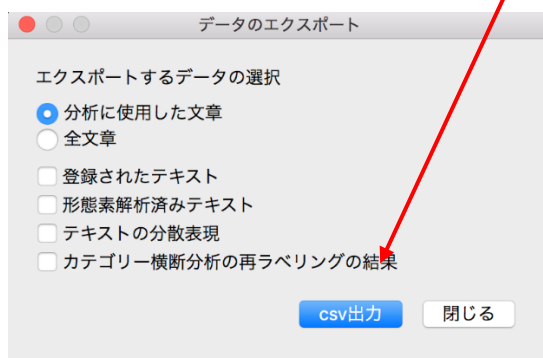 データのエクスポート
エクスポートするデータの選択
分析に使用した文章
全文章
登録されたテキスト
形態素解析済みテキスト
テキストの分散表現
カテゴリー横断分析の再ラベリングの結果
csv出力 閉じる